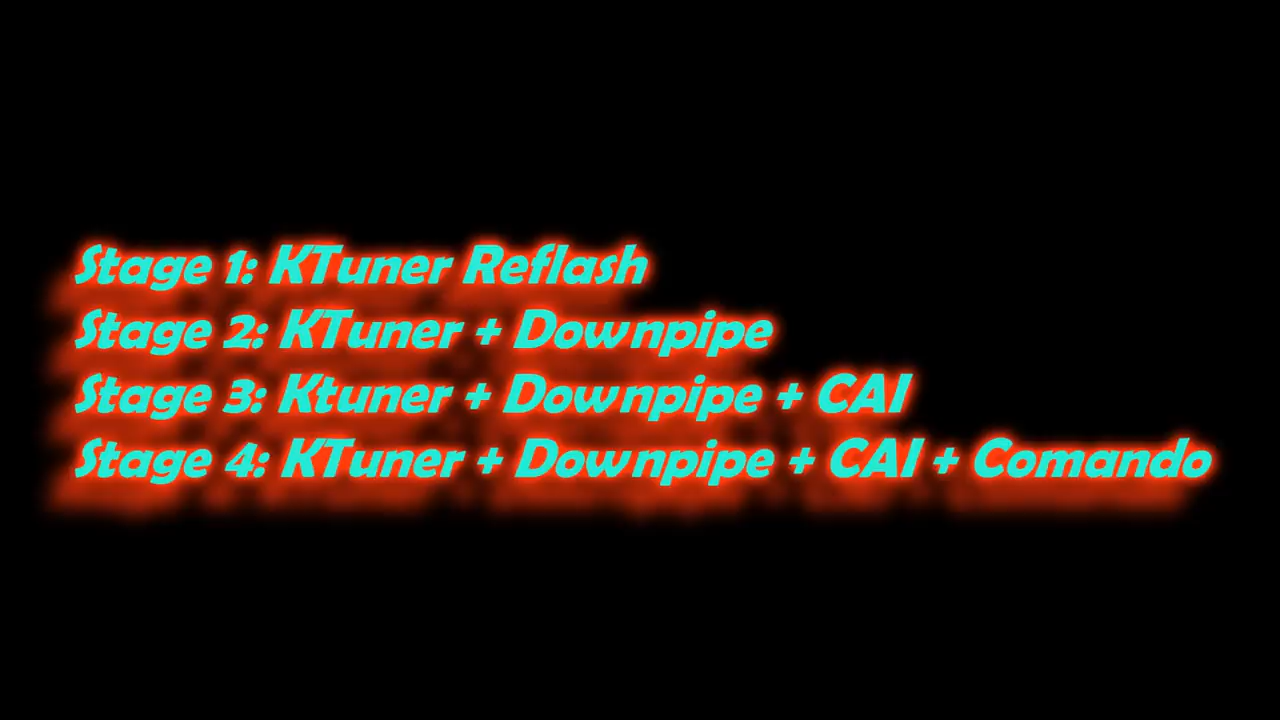 Stage 1: KTuner Reflash
Stage 2: KTuner + Downpipe
Stage 3: Ktuner + Downpipe + CAI
Stage 4: KTuner + Downpipe + CAI + Comando